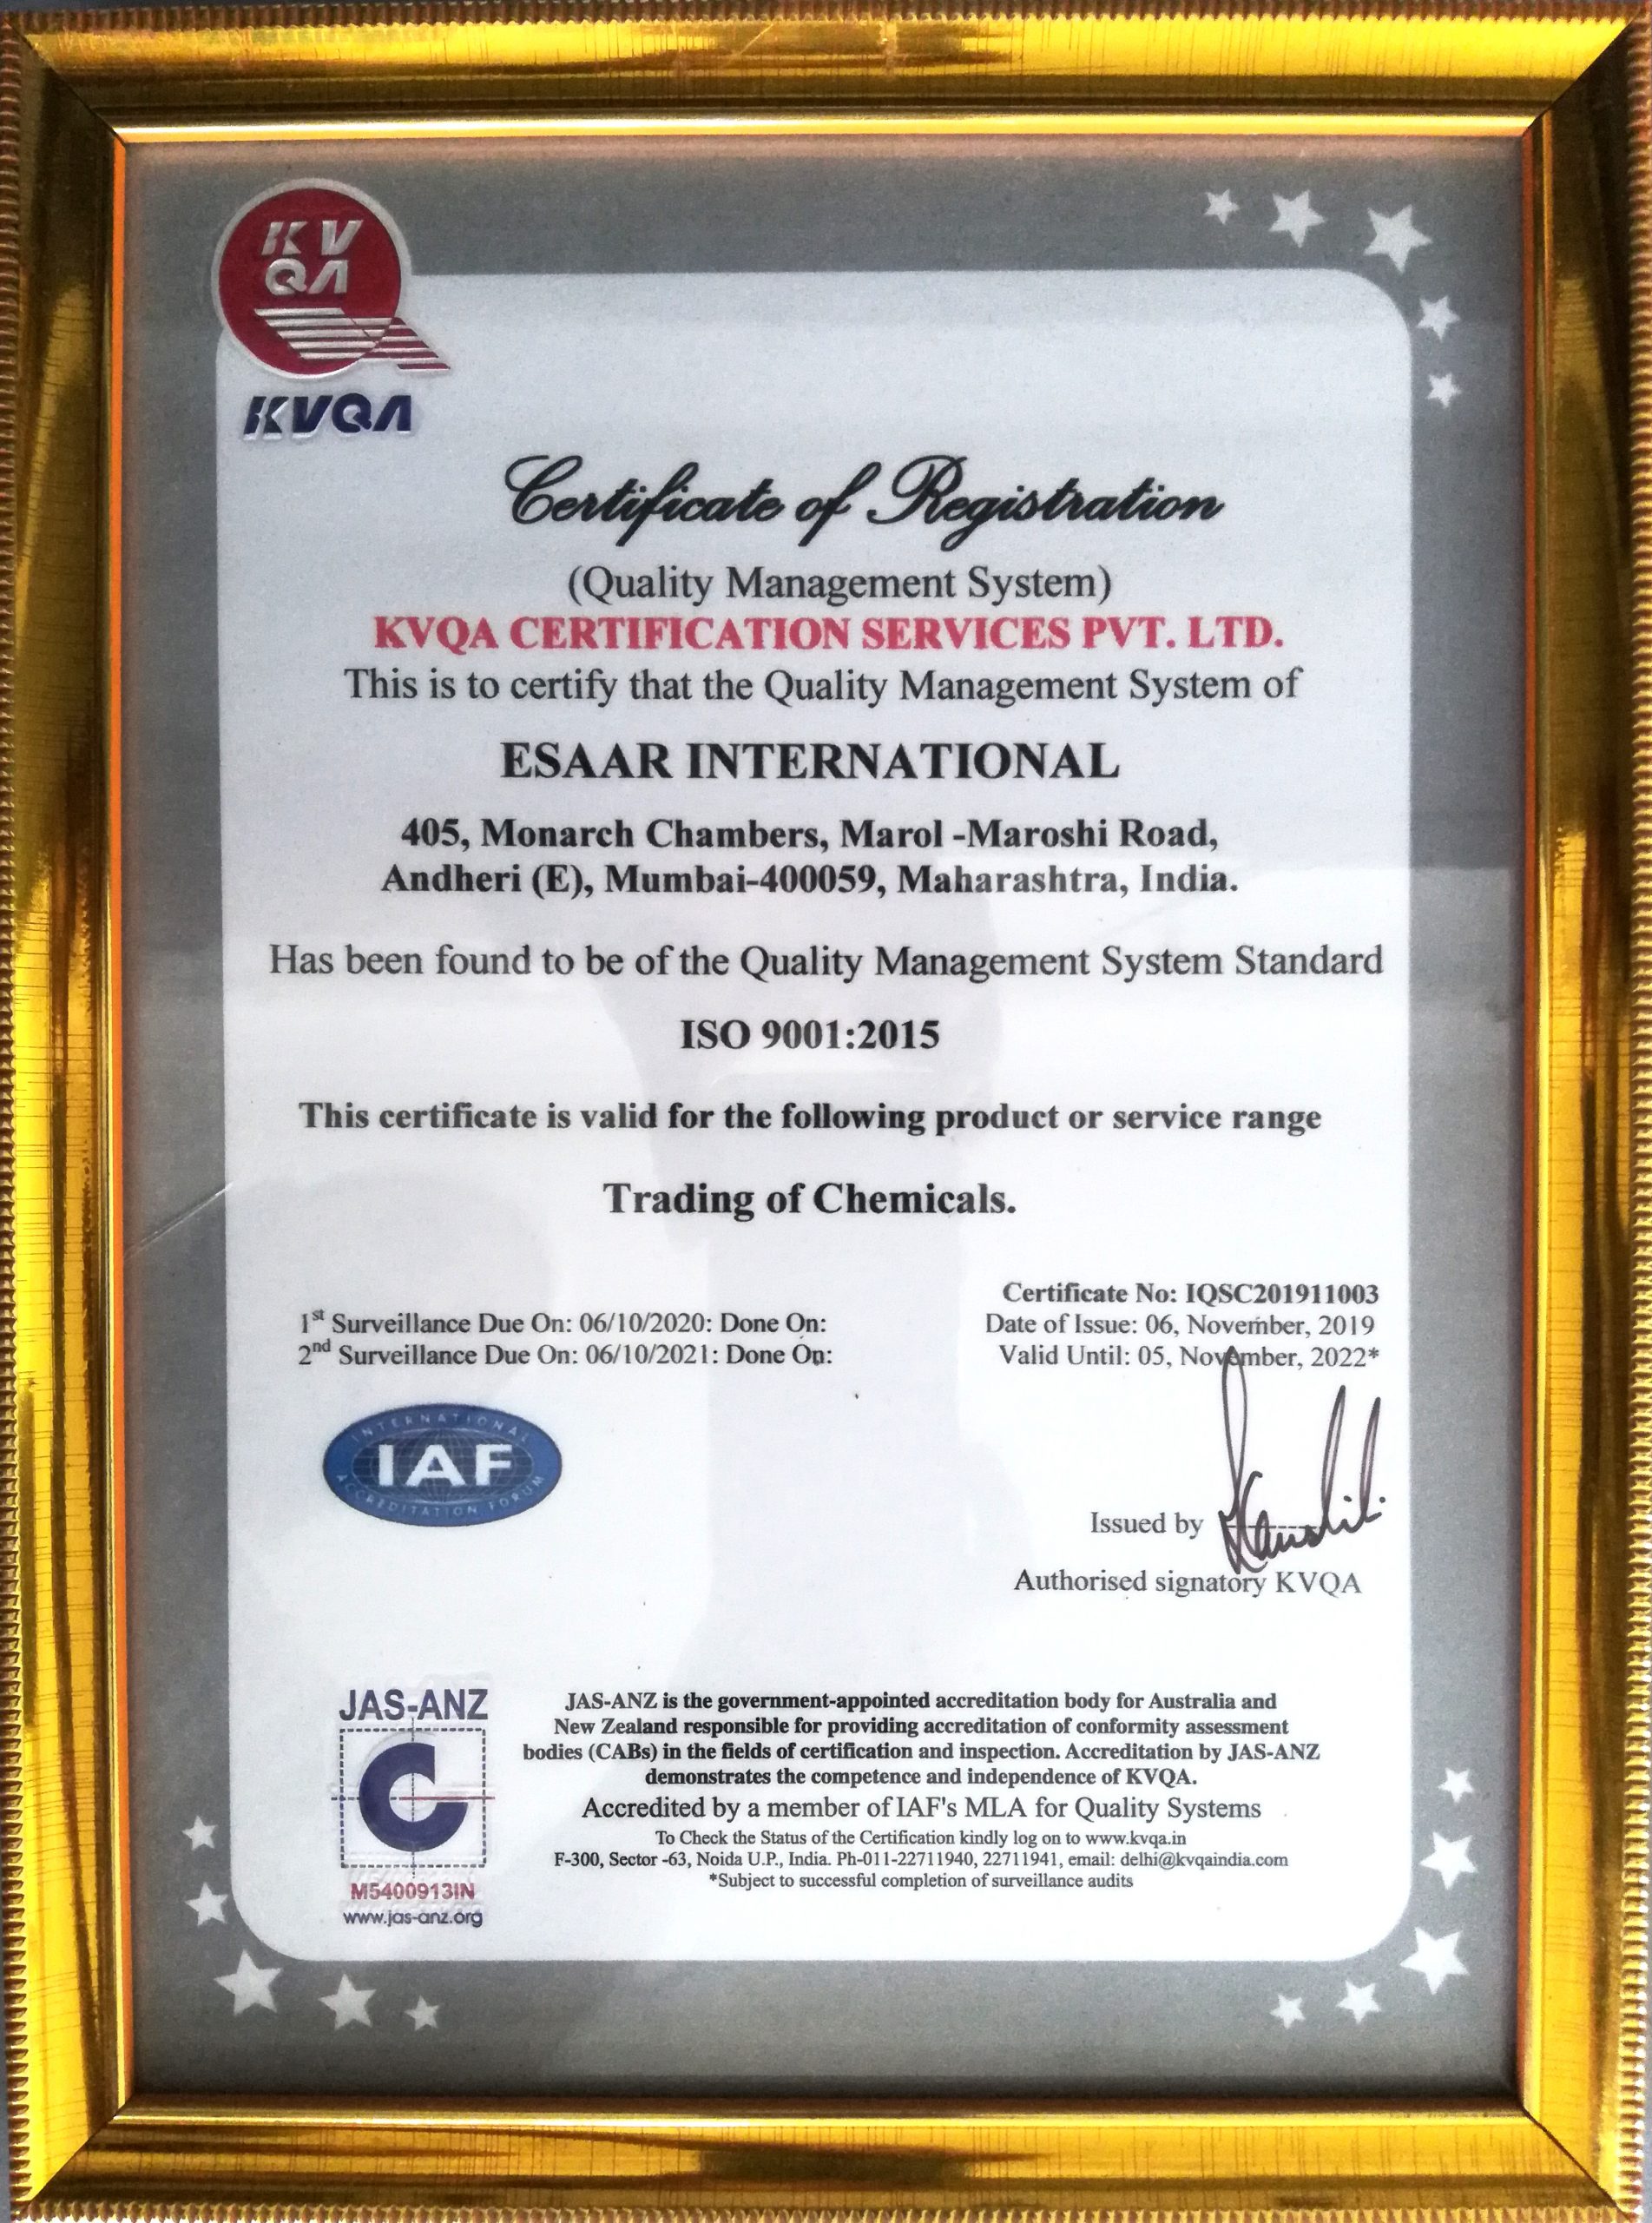 KV
QA
KVQA
Certificate of Registration
(Quality Management System)
KVQA CERTIFICATION SERVICES PVT. LTD.
This is to certify that the Quality Management System of
ESAAR INTERNATIONAL
405, Monarch Chambers, Marol -Maroshi Road,
Andheri (E), Mumbai-400059, Maharashtra, India.
Has been found to be of the Quality Management System Standard
ISO 9001:2015
This certificate is valid for the following product or service range
Trading of Chemicals.
1st Surveillance Due On: 06/10/2020: Done On:
2nd Surveillance Due On: 06/10/2021: Done On:
Certificate No: IQSC201911003
Date of Issue: 06, November, 2019
Valid Until: 05, November, 2022*
INTERNATIONAL
IAF
ACCREDITATION FORUM
Issued by
Authorised signatory KVQA
JAS-ANZ
C
M5400913IN
www.jas-anz.org
JAS-ANZ is the government-appointed accreditation body for Australia and
New Zealand responsible for providing accreditation of conformity assessment
bodies (CABs) in the fields of certification and inspection. Accreditation by JAS-ANZ
demonstrates the competence and independence of KVQA.
Accredited by a member of IAF's MLA for Quality Systems
To Check the Status of the Certification kindly log on to www.kvqa.in
F-300, Sector -63, Noida U.P., India. Ph-011-22711940, 22711941, email: delhi@kvqaindia.com
*Subject to successful completion of surveillance audits